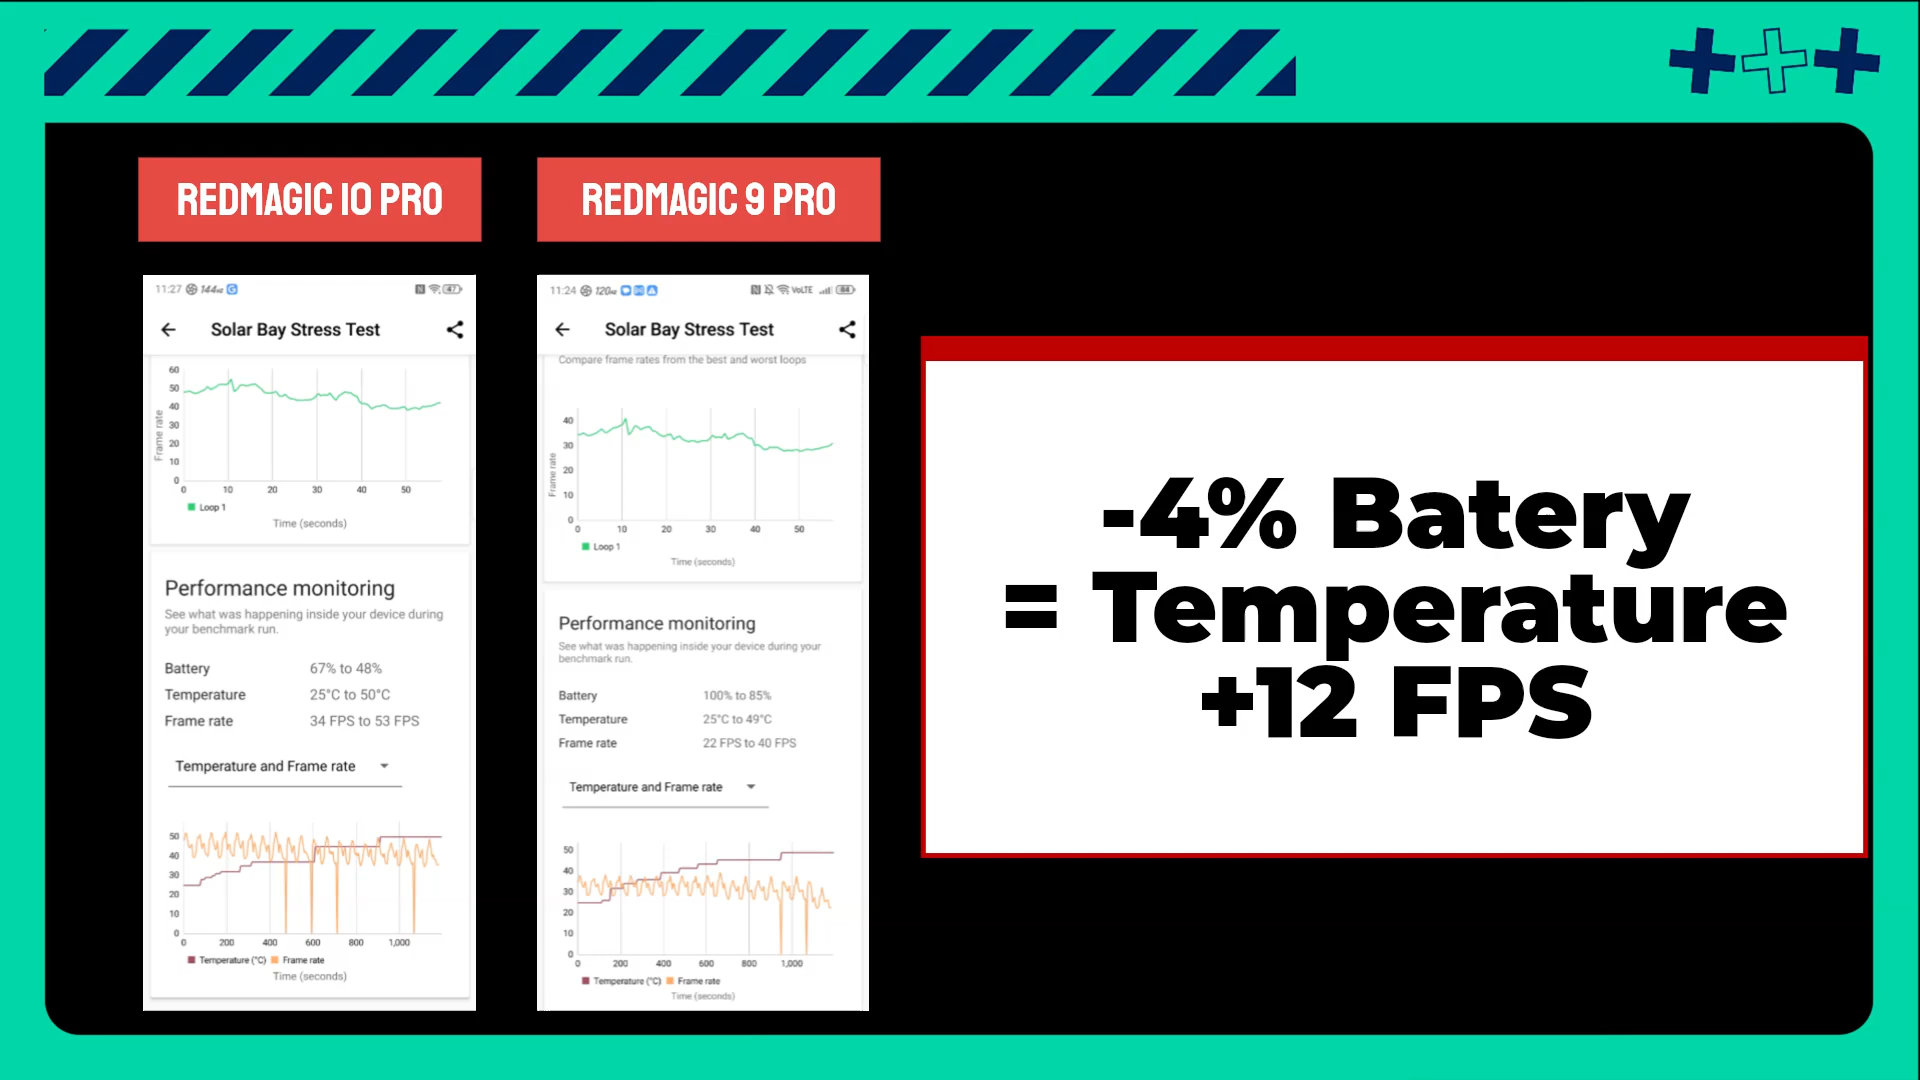 REDMAGIC 10 PRO
REDMAGIC 9 PRO
11:27 144HZ G N 47
Solar Bay Stress Test
60
50
40
30
20
10
0
Frame rate
0 10 20 30 40 50
Loop 1
Time (seconds)
Performance monitoring
See what was happening inside your device during
your benchmark run.
Battery 67% to 48%
Temperature 25°C to 50°C
Frame rate 34 FPS to 53 FPS
Temperature and Frame rate
50
40
30
20
10
0
0 200 400 600 800 1,000
Temperature (°C) Frame rate
Time (seconds)
11:24 120HZ N VoLTE 84
Solar Bay Stress Test
Compare frame rates from the best and worst loops
40
30
20
10
0
Frame rate
0 10 20 30 40 50
Loop 1
Time (seconds)
Performance monitoring
See what was happening inside your device during your
benchmark run.
Battery 100% to 85%
Temperature 25°C to 49°C
Frame rate 22 FPS to 40 FPS
Temperature and Frame rate
50
40
30
20
10
0
0 200 400 600 800 1,000
Temperature (°C) Frame rate
Time (seconds)
-4% Batery
= Temperature
+12 FPS